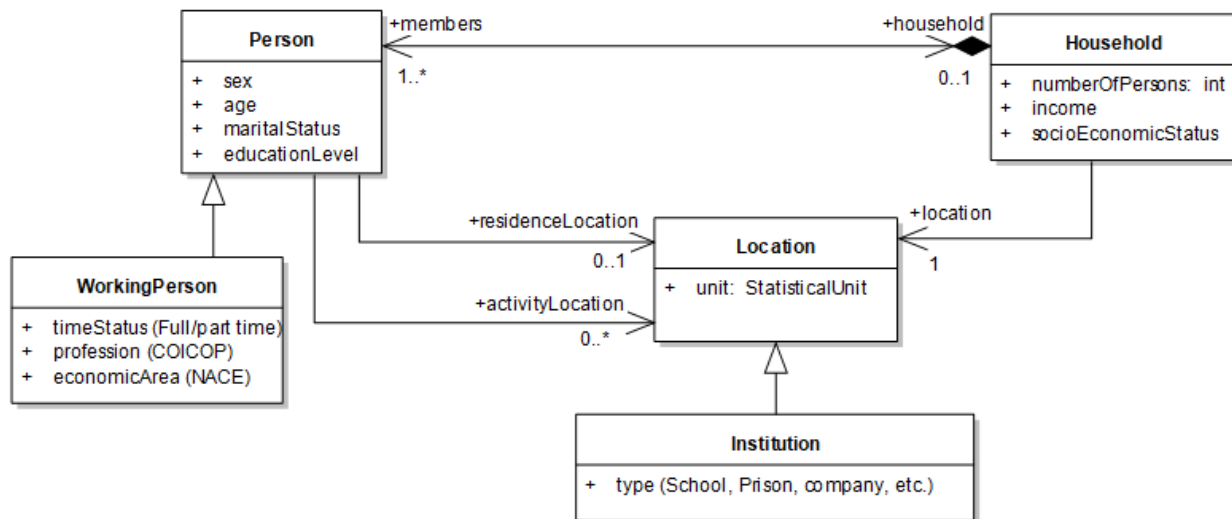 Person
+ sex
+ age
+ maritalStatus
+ educationLevel
+members
1..*
+household
0..1
Household
+ numberOfPersons: int
+ income
+ socioEconomicStatus
+residenceLocation
0..1
+activityLocation
0..*
+location
1
Location
+ unit: StatisticalUnit
WorkingPerson
+ timeStatus (Full/part time)
+ profession (COICOP)
+ economicArea (NACE)
Institution
+ type (School, Prison, company, etc.)